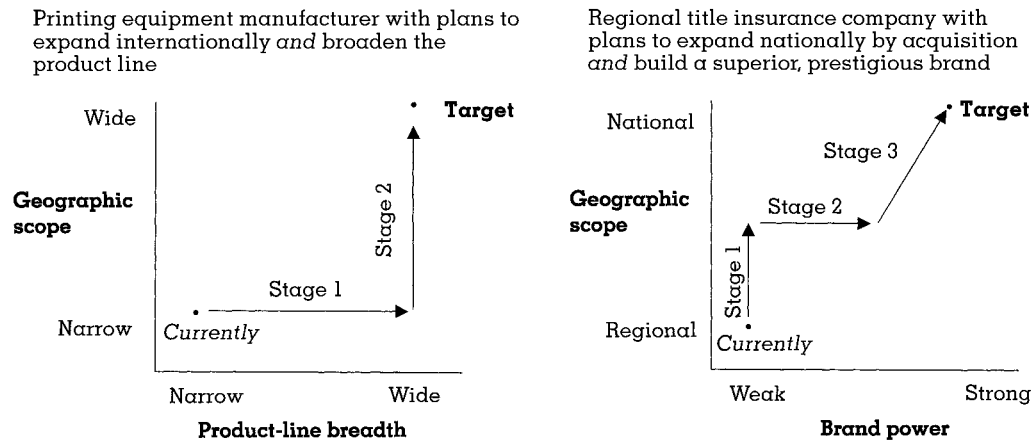 Printing equipment manufacturer with plans to
expand internationally and broaden the
product line
Wide
Target
Geographic
scope
Stage 2
Stage 1
Narrow
Currently
Narrow
Wide
Product-line breadth
Regional title insurance company with
plans to expand nationally by acquisition
and build a superior, prestigious brand
National
Target
Stage 3
Geographic
scope
Stage 2
Stage 1
Regional
Currently
Weak
Strong
Brand power